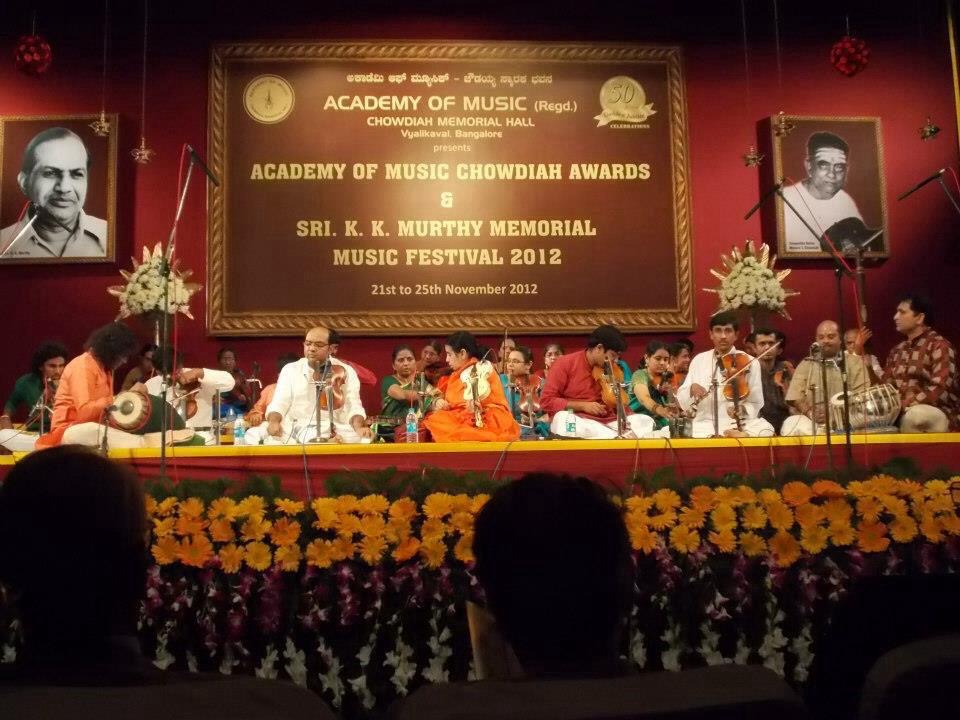 ಅಕಾಡೆಮಿ ಆಫ್ ಮ್ಯೂಸಿಕ್ - ಚೌಡಯ್ಯ ಸ್ಮಾರಕ ಭವನ
ACADEMY OF MUSIC (Regd.)
CHOWDIAH MEMORIAL HALL
Vyalikaval, Bangalore
presents
50
CELEBRATIONS
ACADEMY OF MUSIC CHOWDIAH AWARDS
&
SRI. K. K. MURTHY MEMORIAL
MUSIC FESTIVAL 2012
21st to 25th November 2012